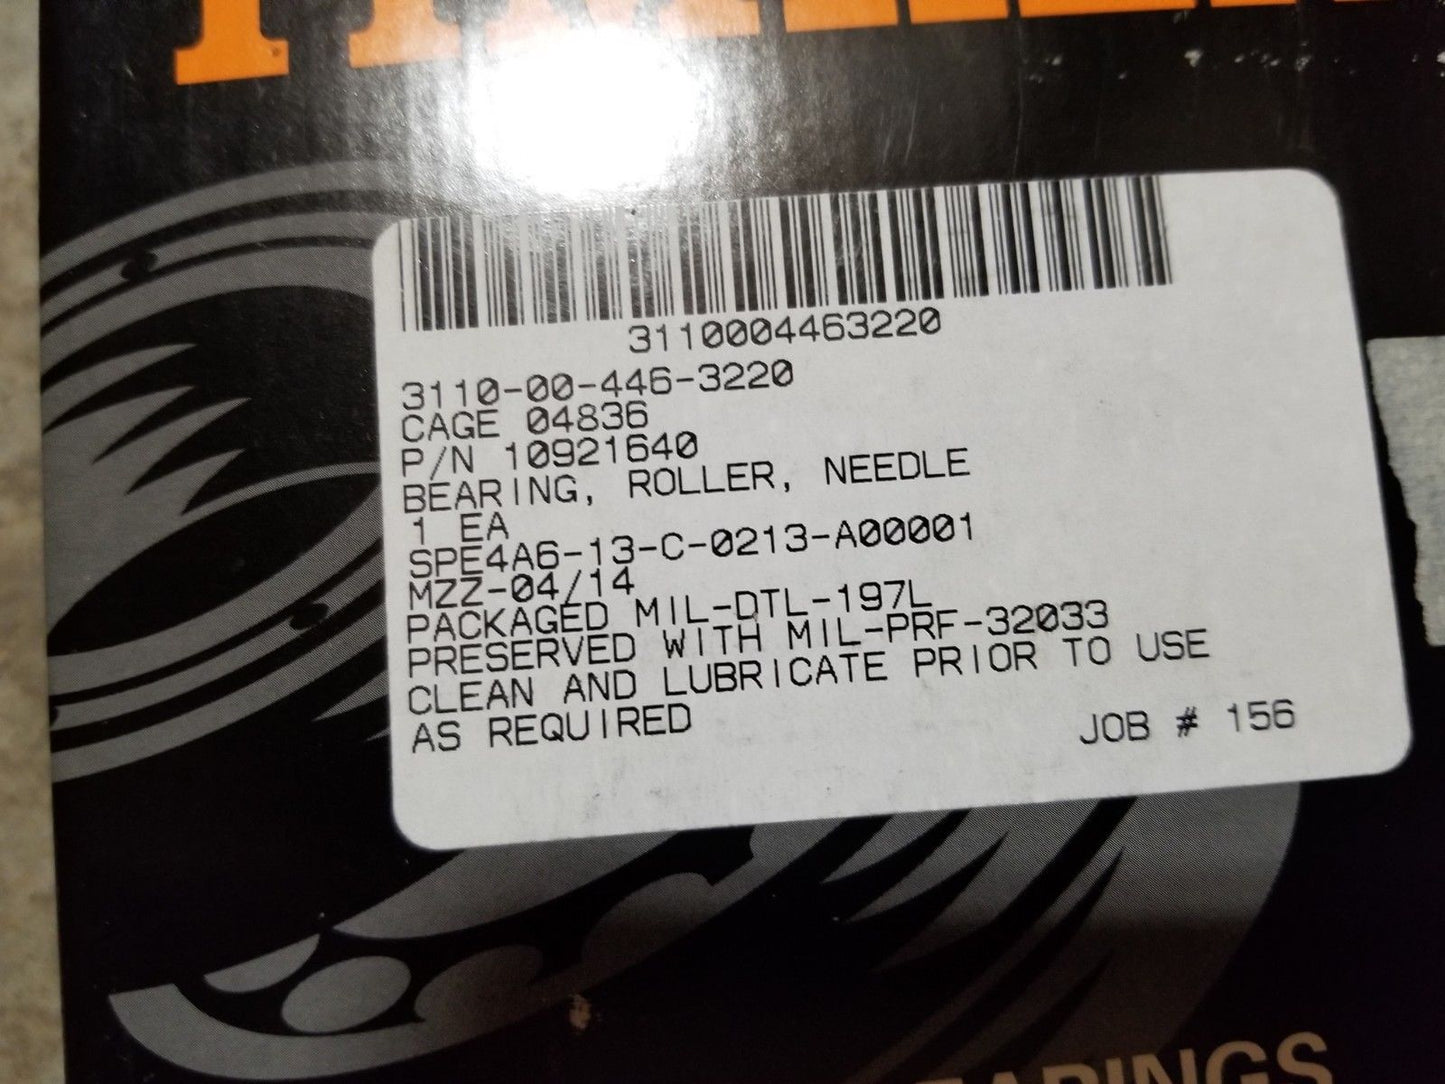 3110004463220
3110-00-446-3220
CAGE 04836
P/N 10921640
BEARING, ROLLER, NEEDLE
1 EA
SPE4A6-13-C-0213-A00001
MZZ-04/14
PACKAGED MIL-DTL-197L
PRESERVED WITH MIL-PRF-32033
CLEAN AND LUBRICATE PRIOR TO USE
AS REQUIRED
JOB # 156